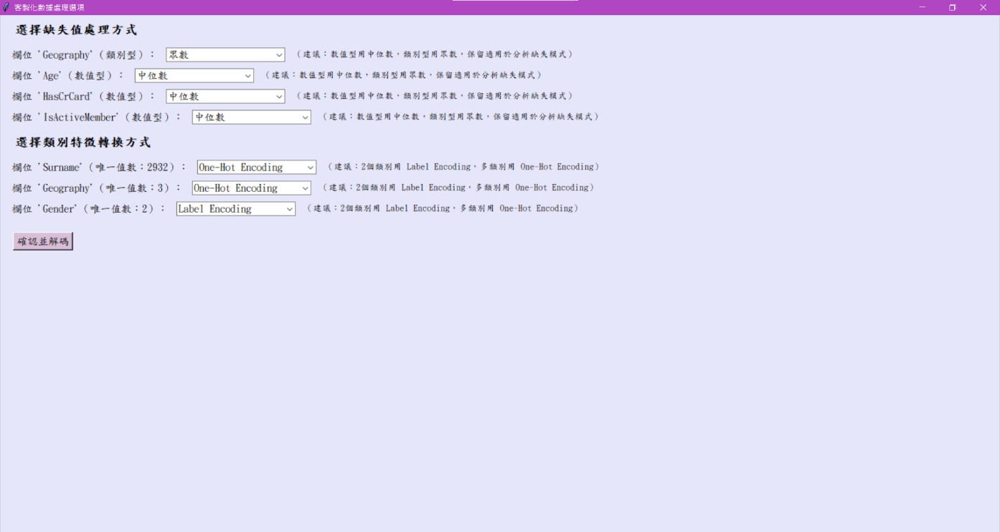 客製化數據處理選項
選擇缺失值處理方式
欄位 'Geography'（類別型）： 眾數 （建議：數值型用中位數，類別型用眾數，保留適用於分析缺失模式）
欄位 'Age'（數值型）： 中位數 （建議：數值型用中位數，類別型用眾數，保留適用於分析缺失模式）
欄位 'HasCrCard'（數值型）： 中位數 （建議：數值型用中位數，類別型用眾數，保留適用於分析缺失模式）
欄位 'IsActiveMember'（數值型）： 中位數 （建議：數值型用中位數，類別型用眾數，保留適用於分析缺失模式）
選擇類別特徵轉換方式
欄位 'Surname'（唯一值數：2932）： One-Hot Encoding （建議：2個類別用 Label Encoding，多類別用 One-Hot Encoding）
欄位 'Geography'（唯一值數：3）： One-Hot Encoding （建議：2個類別用 Label Encoding，多類別用 One-Hot Encoding）
欄位 'Gender'（唯一值數：2）： Label Encoding （建議：2個類別用 Label Encoding，多類別用 One-Hot Encoding）
確認並解碼